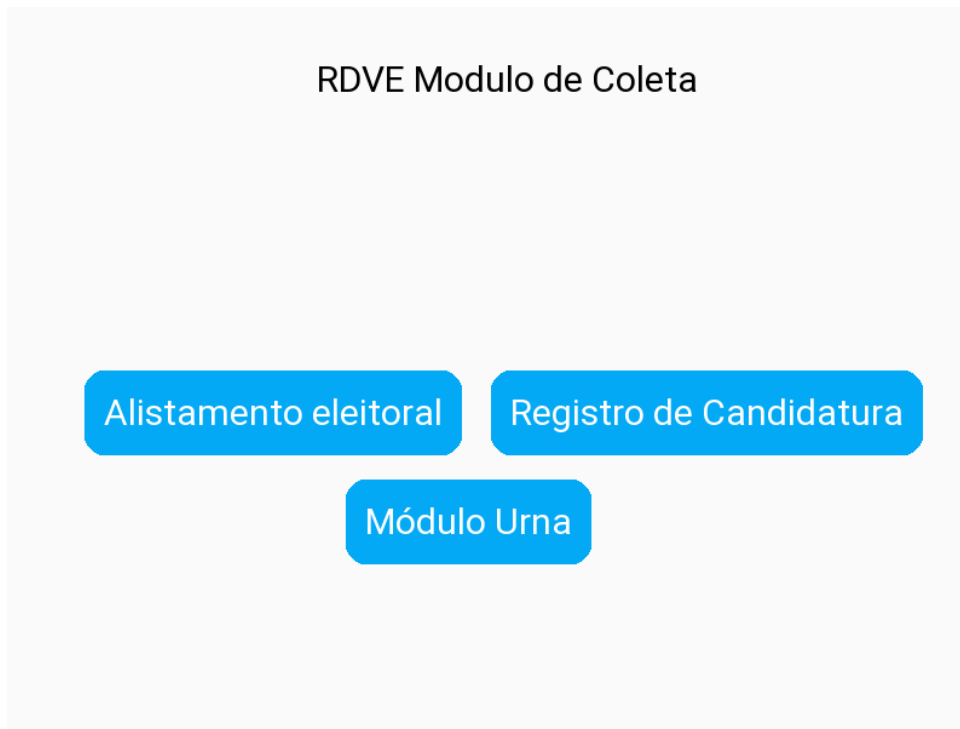 RDVE Modulo de Coleta
Alistamento eleitoral
Registro de Candidatura
Módulo Urna